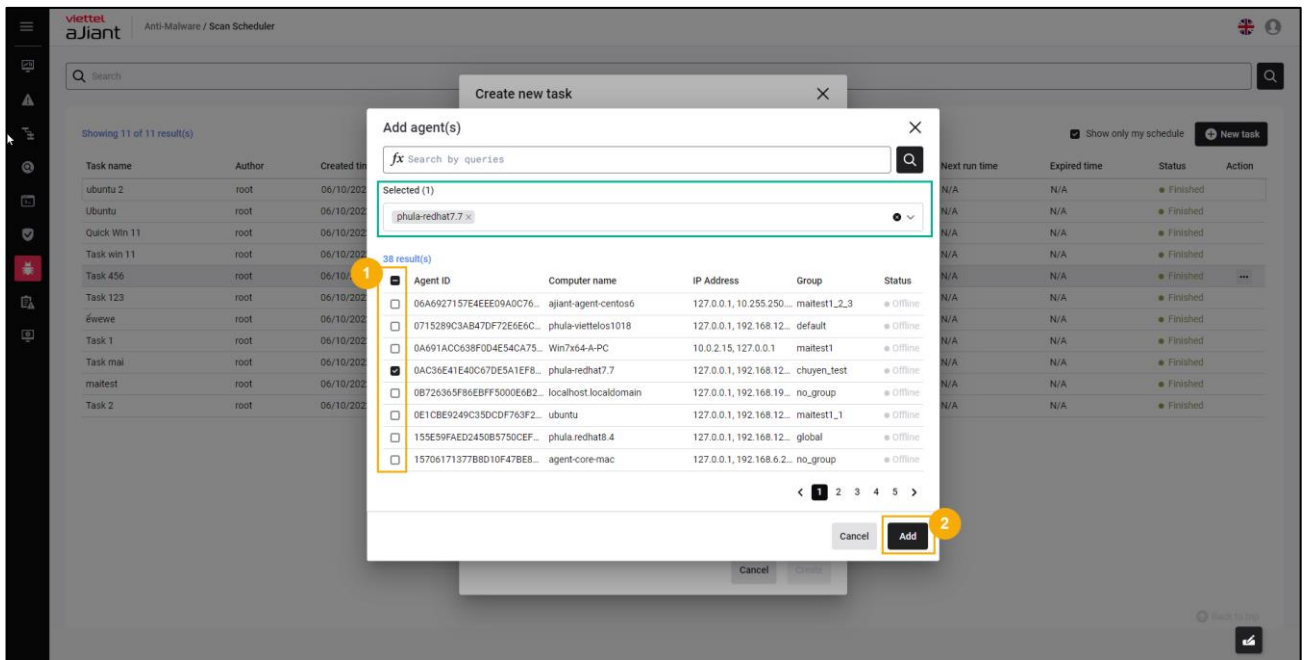 viettel
aJiant
Anti-Malware / Scan Scheduler
Search
Create new task
Showing 11 of 11 result(s)
Show only my schedule
New task
Task name Author Created tim Next run time Expired time Status Action
ubuntu 2 root 06/10/202 N/A N/A Finished
Ubuntu root 06/10/202 N/A N/A Finished
Quick Win 11 root 06/10/202 N/A N/A Finished
Task win 11 root 06/10/202 N/A N/A Finished
Task 456 root 06/10/ N/A N/A Finished
Task 123 root 06/10/202 N/A N/A Finished
éwewe root 06/10/202 N/A N/A Finished
Task 1 root 06/10/202 N/A N/A Finished
Task mai root 06/10/202 N/A N/A Finished
maitest root 06/10/202 N/A N/A Finished
Task 2 root 06/10/202 N/A N/A Finished
Add agent(s)
fx Search by queries
Selected (1)
phula-redhat7.7
38 result(s)
1
Agent ID Computer name IP Address Group Status
06A6927157E4EEE09A0C76... ajiant-agent-centos6 127.0.0.1, 10.255.250.... maitest1_2_3 Offline
0715289C3AB47DF72E6E6C... phula-viettelos1018 127.0.0.1, 192.168.12... default Offline
0A691ACC638F0D4E54CA75... Win7x64-A-PC 10.0.2.15, 127.0.0.1 maitest1 Offline
0AC36E41E40C67DE5A1EF8... phula-redhat7.7 127.0.0.1, 192.168.12... chuyen_test Offline
0B726365F86EBFF5000E6B2... localhost.localdomain 127.0.0.1, 192.168.19... no_group Offline
0E1CBE9249C35DCDF763F2... ubuntu 127.0.0.1, 192.168.12... maitest1_1 Offline
155E59FAED2450B5750CEF... phula.redhat8.4 127.0.0.1, 192.168.12... global Offline
15706171377B8D10F47BE8... agent-core-mac 127.0.0.1, 192.168.6.2... no_group Offline
1 2 3 4 5
Cancel Add
2
Cancel Create
Back to top